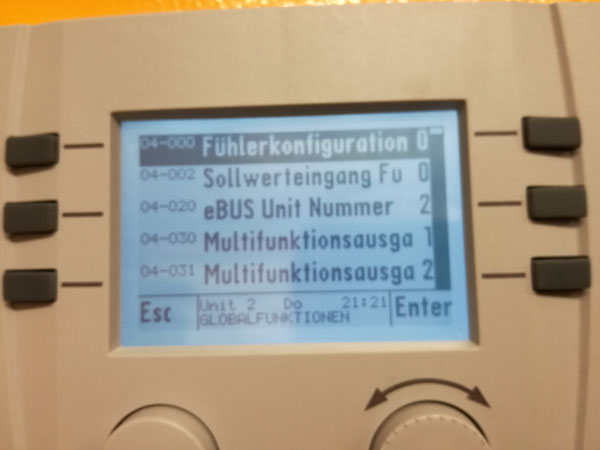 04-000 Fühlerkonfiguration 0
04-002 Sollwerteingang Fu 0
04-020 eBUS Unit Nummer 2
04-030 Multifunktionsausga 1
04-031 Multifunktionsausga 2
Esc Unit 2 Do 21:21 Enter
GLOBALFUNKTIONEN